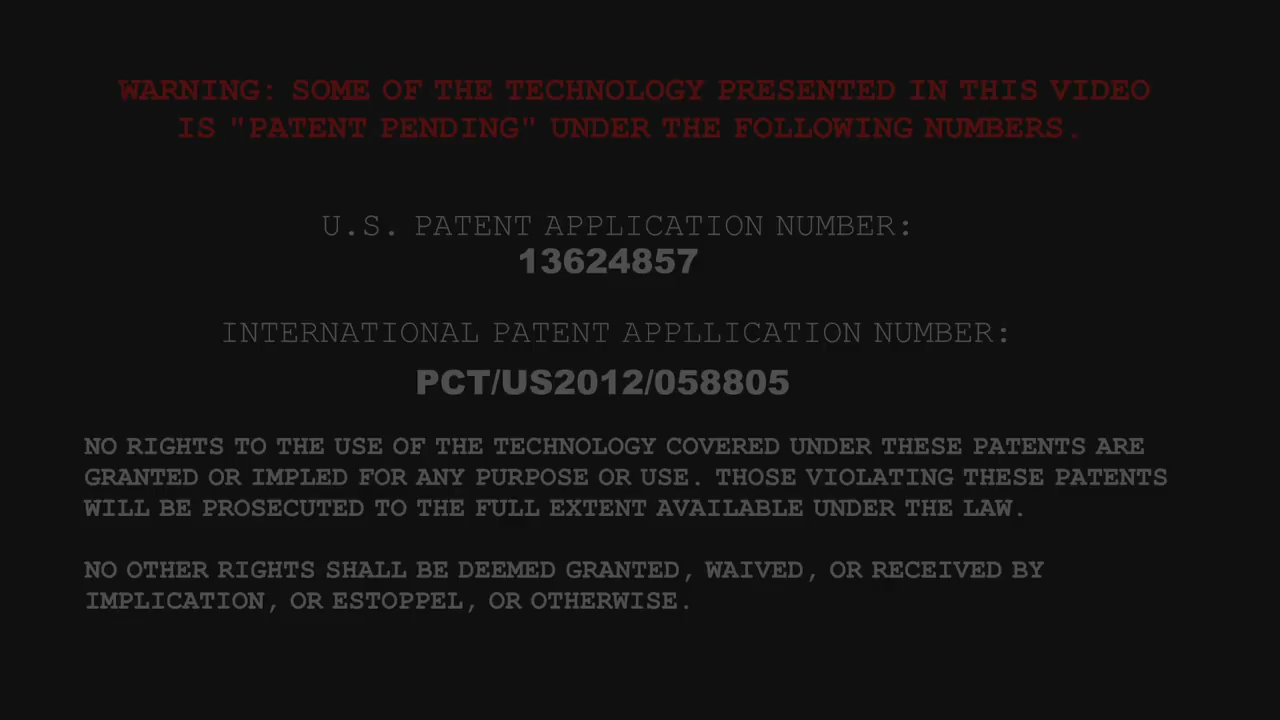 WARNING: SOME OF THE TECHNOLOGY PRESENTED IN THIS VIDEO
IS "PATENT PENDING" UNDER THE FOLLOWING NUMBERS.
U.S. PATENT APPLICATION NUMBER:
13624857
INTERNATIONAL PATENT APPLLICATION NUMBER:
PCT/US2012/058805
NO RIGHTS TO THE USE OF THE TECHNOLOGY COVERED UNDER THESE PATENTS ARE
GRANTED OR IMPLED FOR ANY PURPOSE OR USE. THOSE VIOLATING THESE PATENTS
WILL BE PROSECUTED TO THE FULL EXTENT AVAILABLE UNDER THE LAW.
NO OTHER RIGHTS SHALL BE DEEMED GRANTED, WAIVED, OR RECEIVED BY
IMPLICATION, OR ESTOPPEL, OR OTHERWISE.